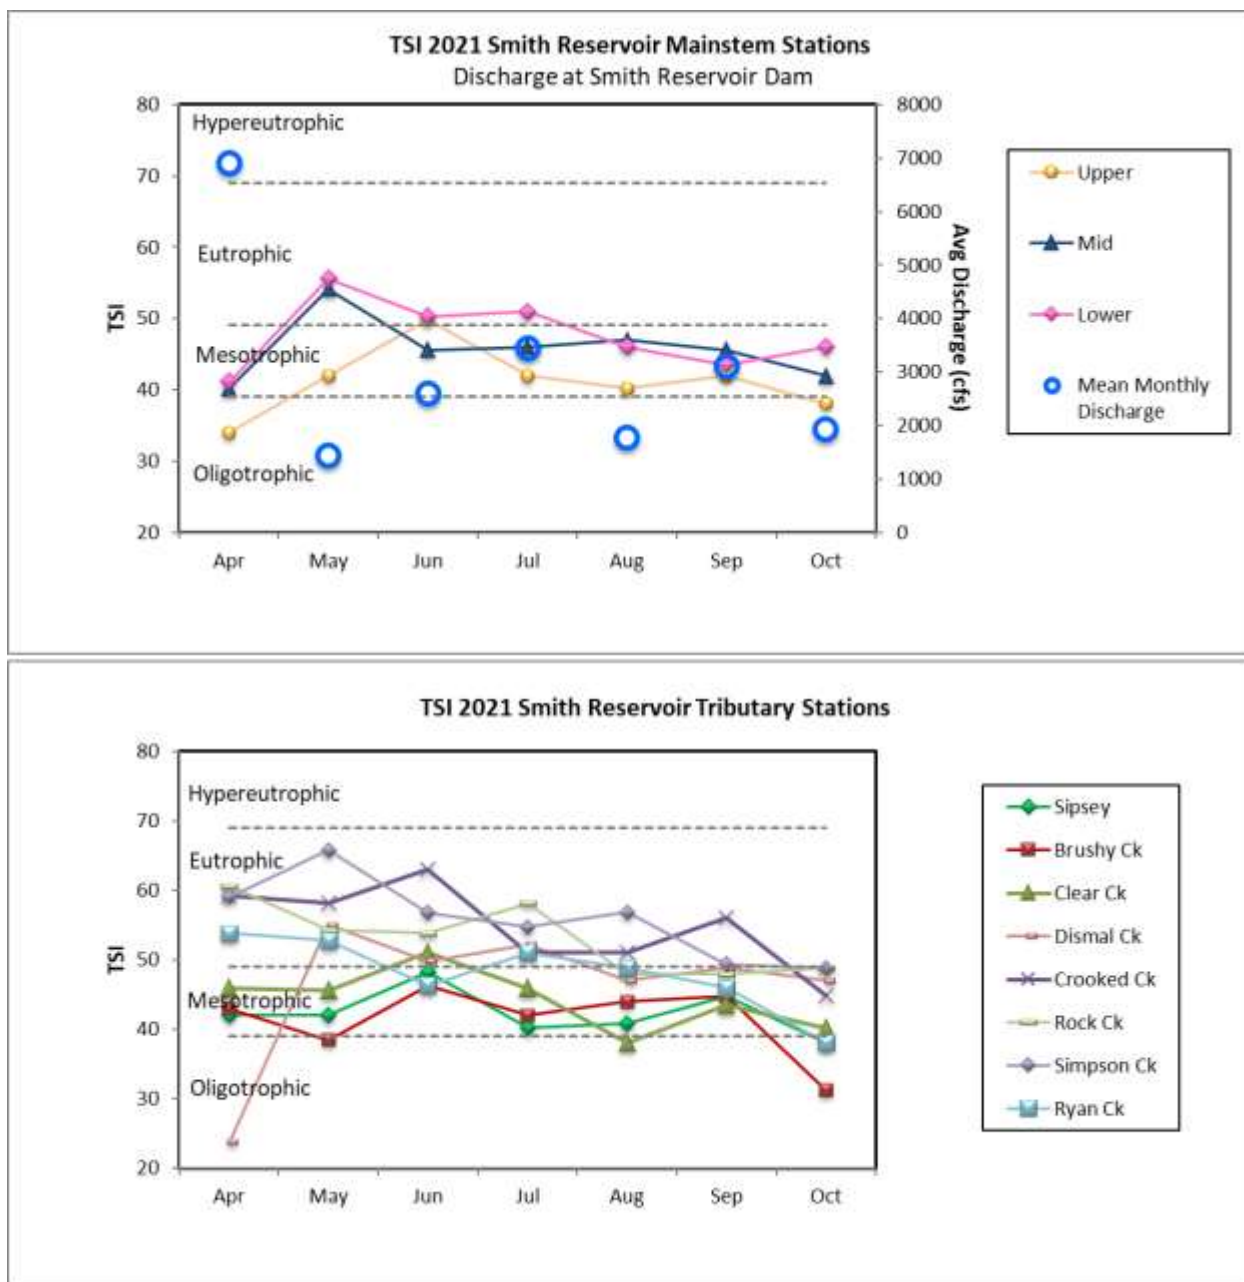 TSI 2021 Smith Reservoir Mainstem Stations
Discharge at Smith Reservoir Dam
80
70
60
50
40
30
20
TSI
Hypereutrophic
Eutrophic
Mesotrophic
Oligotrophic
8000
7000
6000
5000
4000
3000
2000
1000
0
Avg Discharge (cfs)
Apr May Jun Jul Aug Sep Oct
Upper
Mid
Lower
Mean Monthly
Discharge
TSI 2021 Smith Reservoir Tributary Stations
80
70
60
50
40
30
20
TSI
Hypereutrophic
Eutrophic
Mesotrophic
Oligotrophic
Apr May Jun Jul Aug Sep Oct
Sipsey
Brushy Ck
Clear Ck
Dismal Ck
Crooked Ck
Rock Ck
Simpson Ck
Ryan Ck